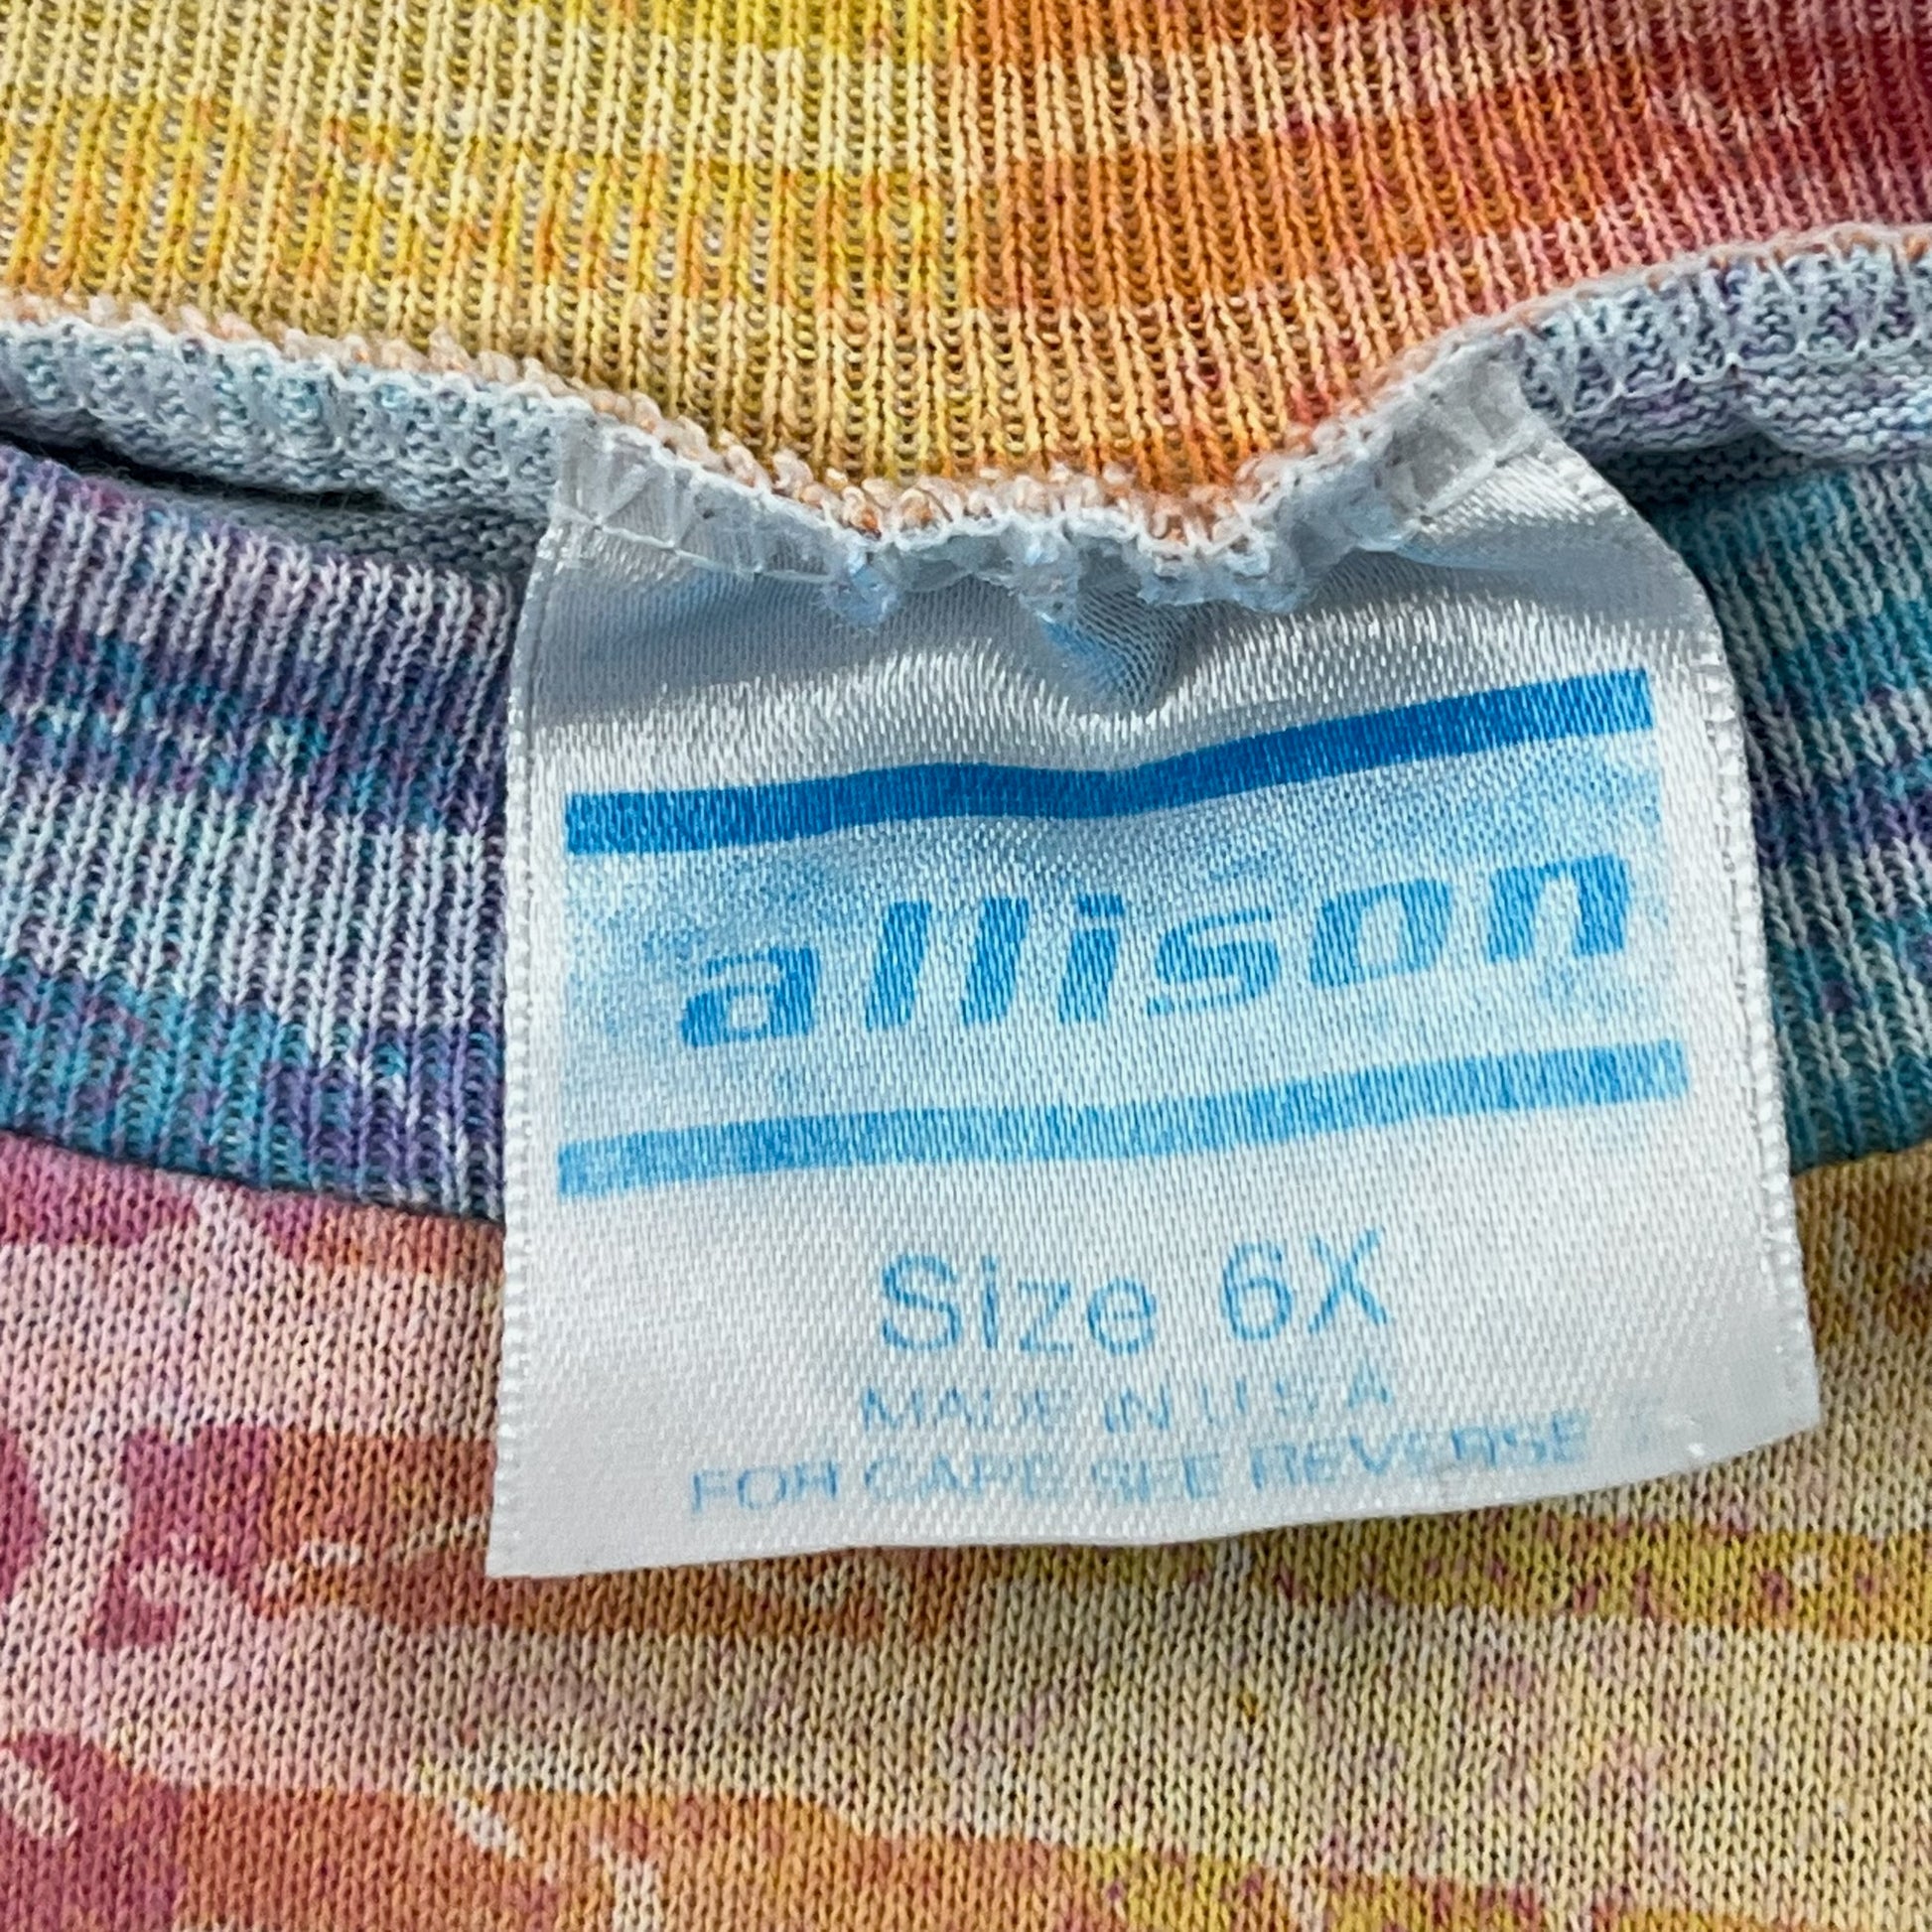 allison
Size 6X
MADE IN U S A
FOR CARE SEE REVERSE